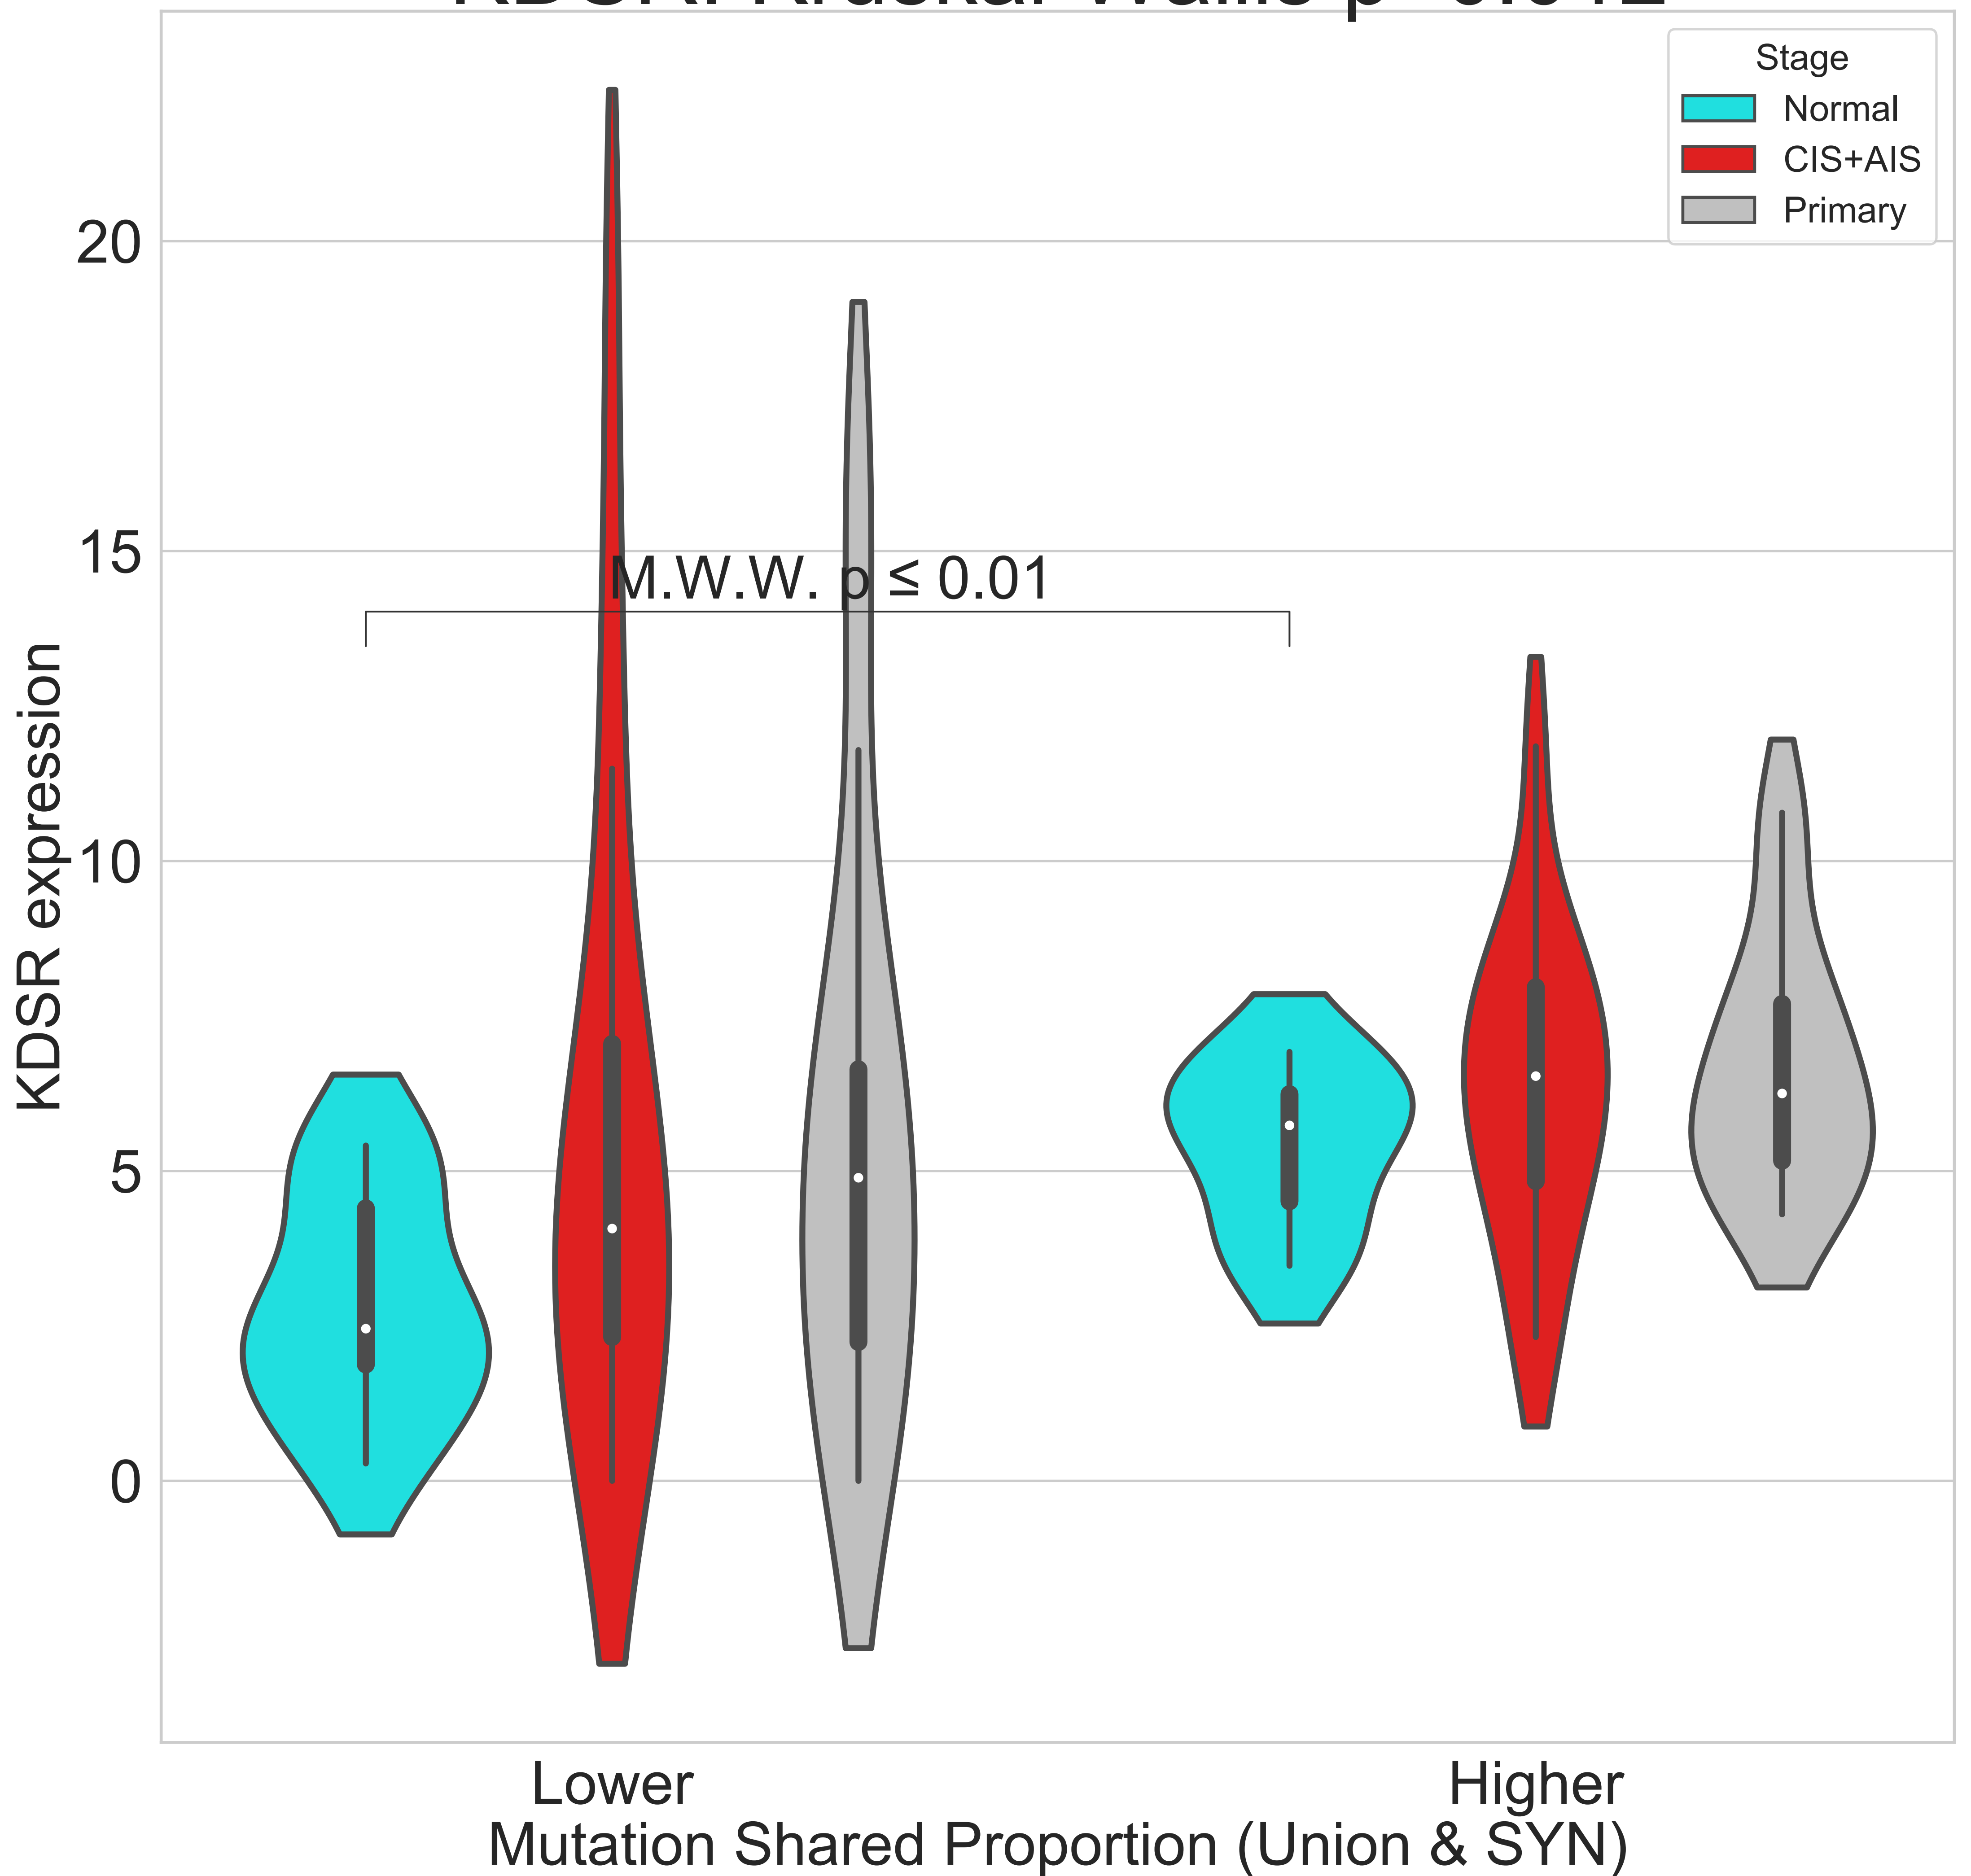 Stage
Normal
CIS+AIS
Primary
20
15
10
5
0
M.W.W. p ≤ 0.01
KDSR expression
Lower
Higher
Mutation Shared Proportion (Union & SYN)